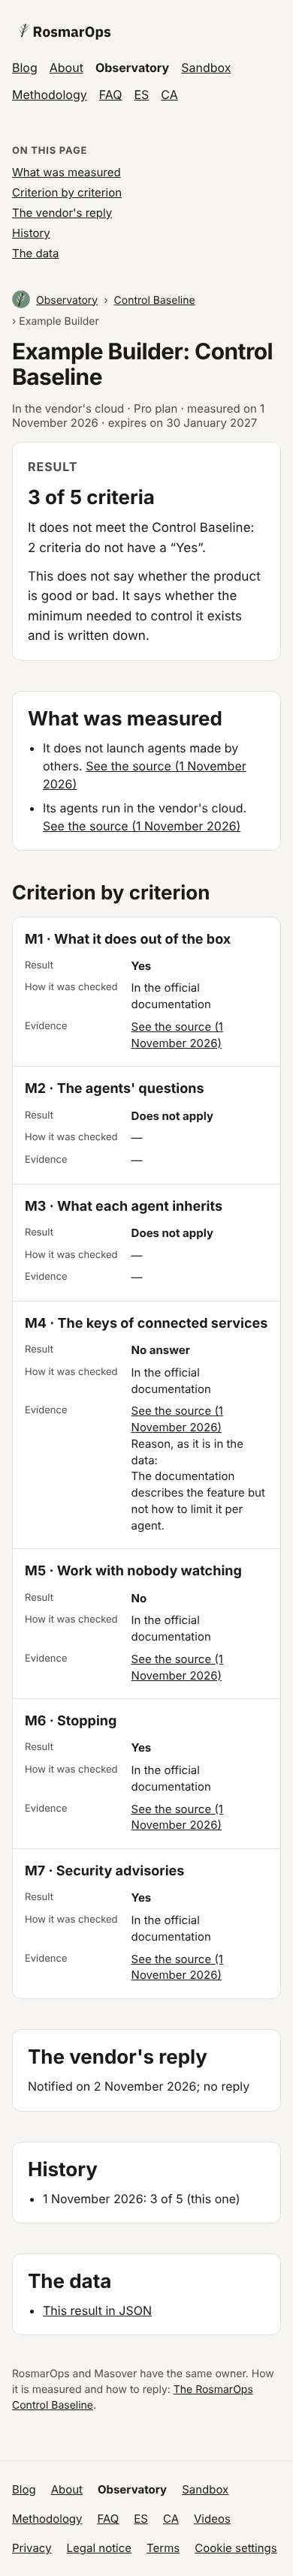 RosmarOps
Blog About Observatory Sandbox
Methodology FAQ ES CA
ON THIS PAGE
What was measured
Criterion by criterion
The vendor's reply
History
The data
Observatory › Control Baseline
› Example Builder
Example Builder: Control
Baseline
In the vendor's cloud · Pro plan · measured on 1
November 2026 · expires on 30 January 2027
RESULT
3 of 5 criteria
It does not meet the Control Baseline:
2 criteria do not have a “Yes”.
This does not say whether the product
is good or bad. It says whether the
minimum needed to control it exists
and is written down.
What was measured
• It does not launch agents made by
others. See the source (1 November
2026)
• Its agents run in the vendor's cloud.
See the source (1 November 2026)
Criterion by criterion
M1 · What it does out of the box
Result Yes
How it was checked In the official
documentation
Evidence See the source (1
November 2026)
M2 · The agents' questions
Result Does not apply
How it was checked —
Evidence —
M3 · What each agent inherits
Result Does not apply
How it was checked —
Evidence —
M4 · The keys of connected services
Result No answer
How it was checked In the official
documentation
Evidence See the source (1
November 2026)
Reason, as it is in the
data:
The documentation
describes the feature but
not how to limit it per
agent.
M5 · Work with nobody watching
Result No
How it was checked In the official
documentation
Evidence See the source (1
November 2026)
M6 · Stopping
Result Yes
How it was checked In the official
documentation
Evidence See the source (1
November 2026)
M7 · Security advisories
Result Yes
How it was checked In the official
documentation
Evidence See the source (1
November 2026)
The vendor's reply
Notified on 2 November 2026; no reply
History
• 1 November 2026: 3 of 5 (this one)
The data
• This result in JSON
RosmarOps and Masover have the same owner. How
it is measured and how to reply: The RosmarOps
Control Baseline.
Blog About Observatory Sandbox
Methodology FAQ ES CA Videos
Privacy Legal notice Terms Cookie settings